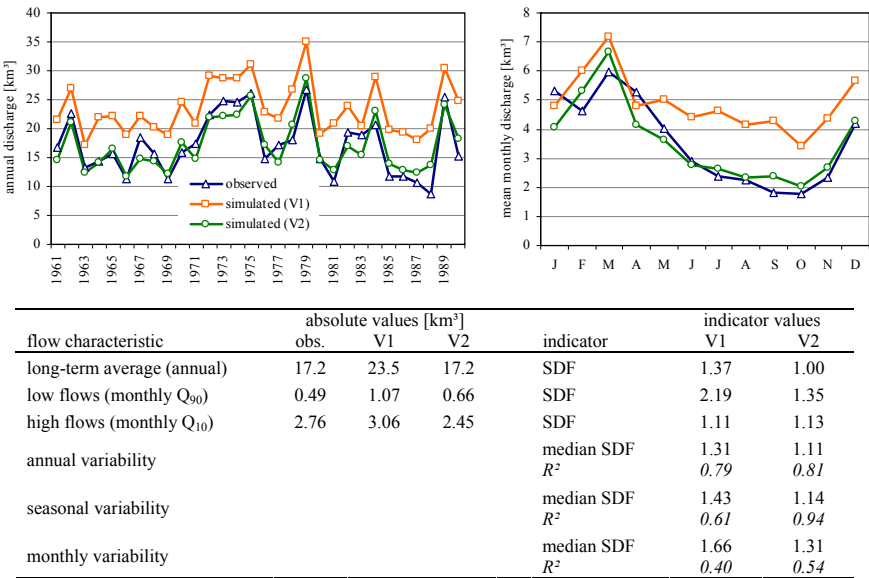 annual discharge [km³]
40
35
30
25
20
15
10
5
0
observed
simulated (V1)
simulated (V2)
1961
1963
1965
1967
1969
1971
1973
1975
1977
1979
1981
1983
1985
1987
1989
mean monthly discharge [km³]
8
7
6
5
4
3
2
1
0
J F M A M J J A S O N D
absolute values [km³] indicator values
flow characteristic obs. V1 V2 indicator V1 V2
long-term average (annual) 17.2 23.5 17.2 SDF 1.37 1.00
low flows (monthly Q90) 0.49 1.07 0.66 SDF 2.19 1.35
high flows (monthly Q10) 2.76 3.06 2.45 SDF 1.11 1.13
annual variability median SDF 1.31 1.11
R² 0.79 0.81
seasonal variability median SDF 1.43 1.14
R² 0.61 0.94
monthly variability median SDF 1.66 1.31
R² 0.40 0.54